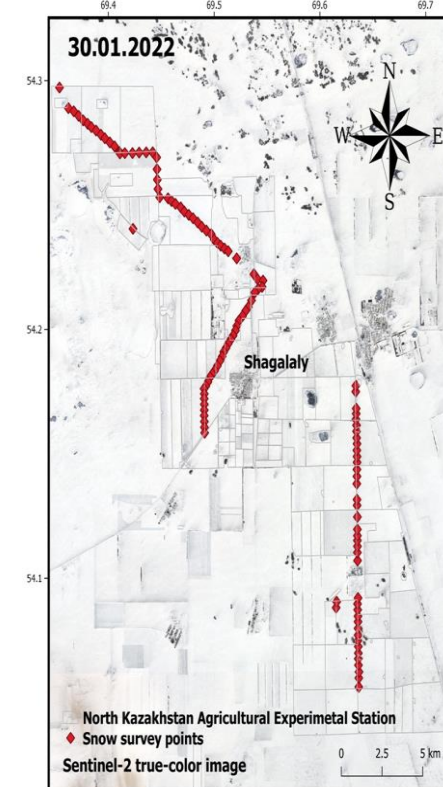 69.4 69.5 69.6 69.7
30.01.2022
54.3
N
W E
S
54.2
Shagalaly
54.1
North Kazakhstan Agricultural Experimetal Station
Snow survey points
0 2.5 5 km
Sentinel-2 true-color image